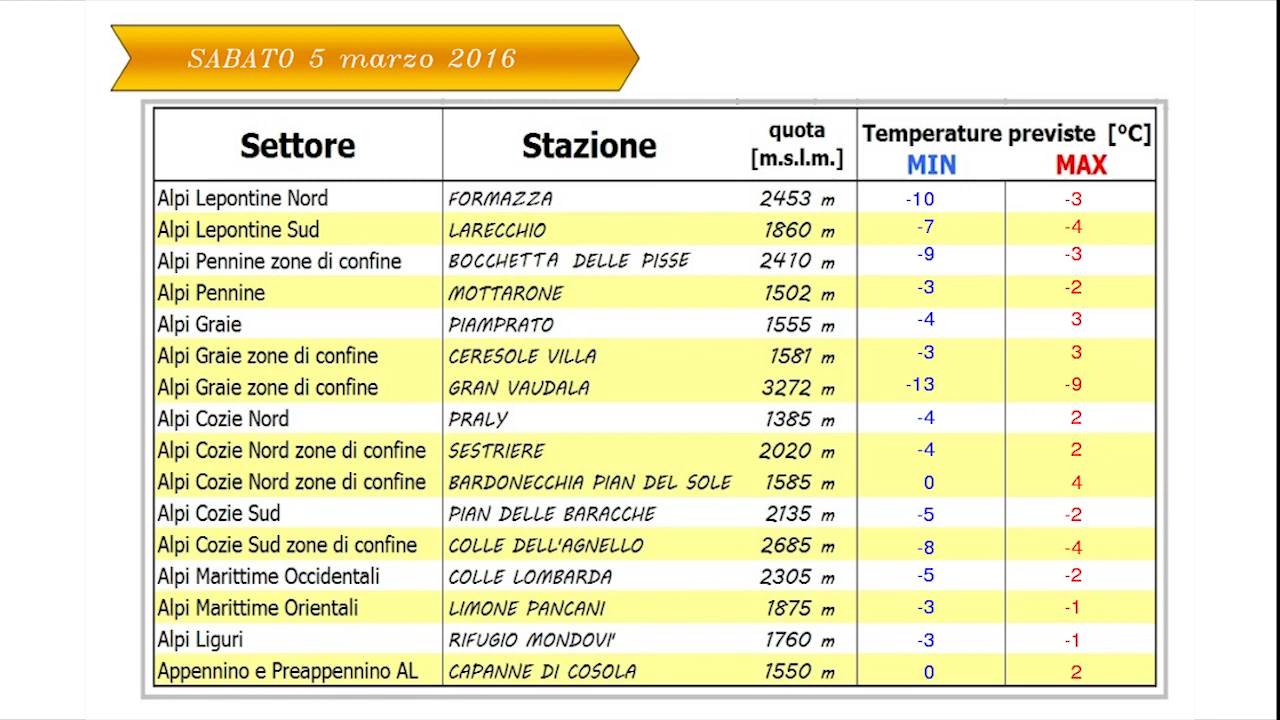 SABATO 5 marzo 2016
Settore Stazione quota [m.s.l.m.] Temperature previste [°C] MIN MAX
Alpi Lepontine Nord FORMAZZA 2453 m -10 -3
Alpi Lepontine Sud LARECCHIO 1860 m -7 -4
Alpi Pennine zone di confine BOCCHETTA DELLE PISSE 2410 m -9 -3
Alpi Pennine MOTTARONE 1502 m -3 -2
Alpi Graie PIAMPRATO 1555 m -4 3
Alpi Graie zone di confine CERESOLE VILLA 1581 m -3 3
Alpi Graie zone di confine GRAN VAUDALA 3272 m -13 -9
Alpi Cozie Nord PRALY 1385 m -4 2
Alpi Cozie Nord zone di confine SESTRIERE 2020 m -4 2
Alpi Cozie Nord zone di confine BARDONECCHIA PIAN DEL SOLE 1585 m 0 4
Alpi Cozie Sud PIAN DELLE BARACCHE 2135 m -5 -2
Alpi Cozie Sud zone di confine COLLE DELL'AGNELLO 2685 m -8 -4
Alpi Marittime Occidentali COLLE LOMBARDA 2305 m -5 -2
Alpi Marittime Orientali LIMONE PANCANI 1875 m -3 -1
Alpi Liguri RIFUGIO MONDOVI' 1760 m -3 -1
Appennino e Preappennino AL CAPANNE DI COSOLA 1550 m 0 2